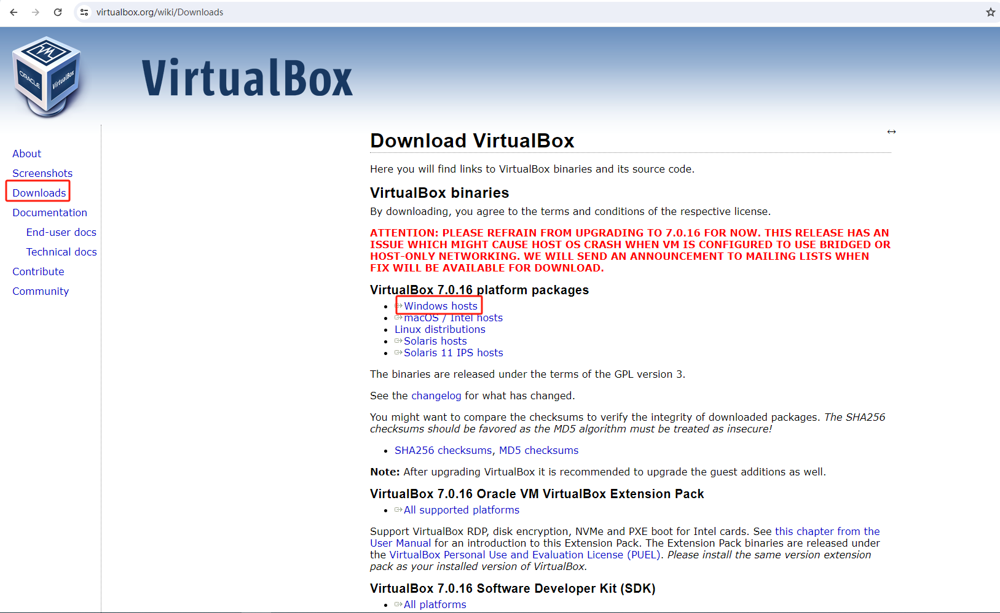 virtualbox.org/wiki/Downloads
ORACLE
VirtualBox
VirtualBox
About
Screenshots
Downloads
Documentation
End-user docs
Technical docs
Contribute
Community
Download VirtualBox
Here you will find links to VirtualBox binaries and its source code.
VirtualBox binaries
By downloading, you agree to the terms and conditions of the respective license.
ATTENTION: PLEASE REFRAIN FROM UPGRADING TO 7.0.16 FOR NOW. THIS RELEASE HAS AN
ISSUE WHICH MIGHT CAUSE HOST OS CRASH WHEN VM IS CONFIGURED TO USE BRIDGED OR
HOST-ONLY NETWORKING. WE WILL SEND AN ANNOUNCEMENT TO MAILING LISTS WHEN
FIX WILL BE AVAILABLE FOR DOWNLOAD.
VirtualBox 7.0.16 platform packages
Windows hosts
macOS / Intel hosts
Linux distributions
Solaris hosts
Solaris 11 IPS hosts
The binaries are released under the terms of the GPL version 3.
See the changelog for what has changed.
You might want to compare the checksums to verify the integrity of downloaded packages. The SHA256
checksums should be favored as the MD5 algorithm must be treated as insecure!
SHA256 checksums, MD5 checksums
Note: After upgrading VirtualBox it is recommended to upgrade the guest additions as well.
VirtualBox 7.0.16 Oracle VM VirtualBox Extension Pack
All supported platforms
Support VirtualBox RDP, disk encryption, NVMe and PXE boot for Intel cards. See this chapter from the
User Manual for an introduction to this Extension Pack. The Extension Pack binaries are released under
the VirtualBox Personal Use and Evaluation License (PUEL). Please install the same version extension
pack as your installed version of VirtualBox.
VirtualBox 7.0.16 Software Developer Kit (SDK)
All platforms